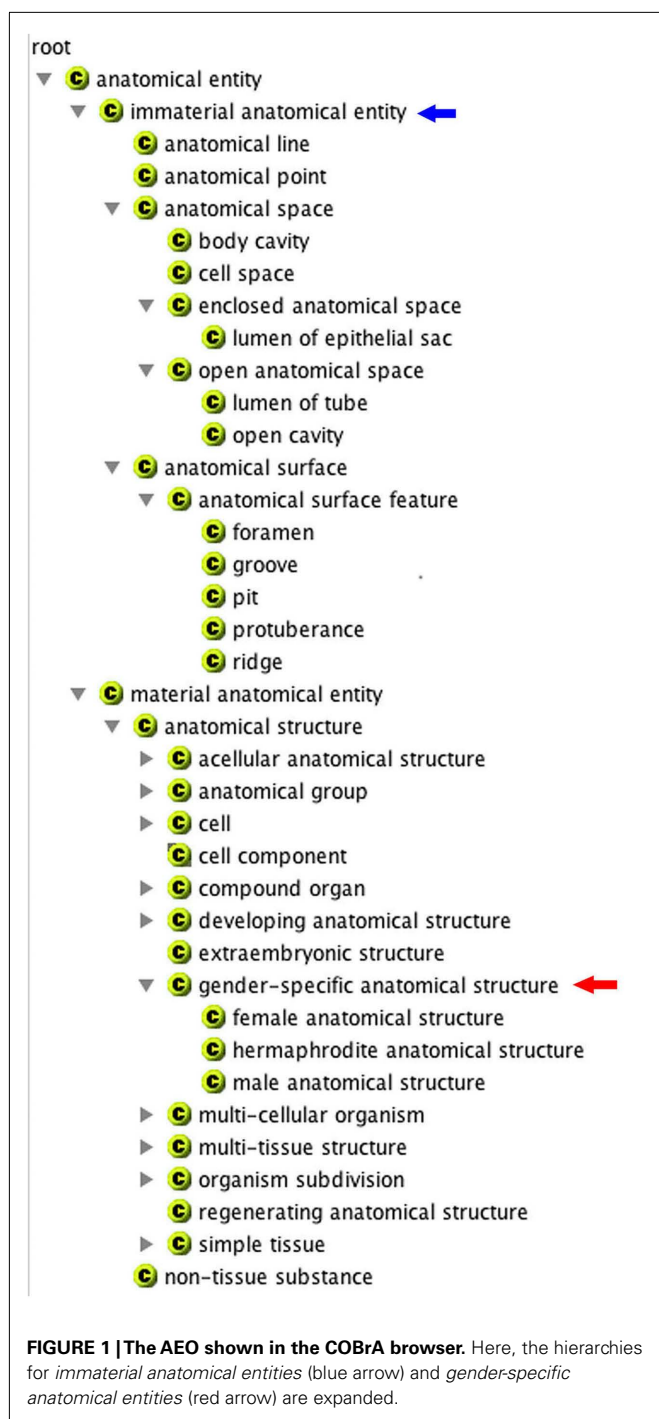 root
C anatomical entity
C immaterial anatomical entity
C anatomical line
C anatomical point
C anatomical space
C body cavity
C cell space
C enclosed anatomical space
C lumen of epithelial sac
C open anatomical space
C lumen of tube
C open cavity
C anatomical surface
C anatomical surface feature
C foramen
C groove
C pit
C protuberance
C ridge
C material anatomical entity
C anatomical structure
C acellular anatomical structure
C anatomical group
C cell
C cell component
C compound organ
C developing anatomical structure
C extraembryonic structure
C gender-specific anatomical structure
C female anatomical structure
C hermaphrodite anatomical structure
C male anatomical structure
C multi-cellular organism
C multi-tissue structure
C organism subdivision
C regenerating anatomical structure
C simple tissue
C non-tissue substance
FIGURE 1 | The AEO shown in the COBrA browser. Here, the hierarchies
for immaterial anatomical entities (blue arrow) and gender-specific
anatomical entities (red arrow) are expanded.